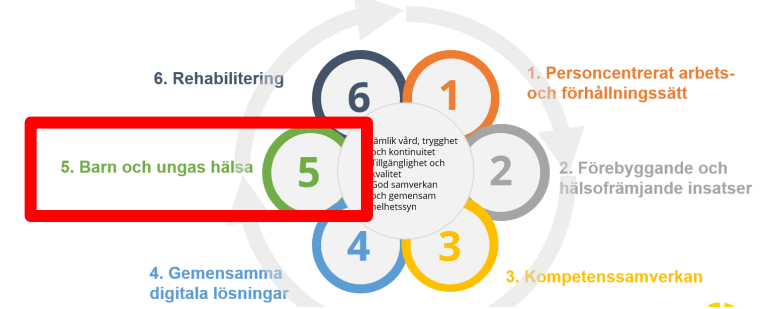 6. Rehabilitering
1. Personcentrerat arbets-
och förhållningssätt
6
1
5. Barn och ungas hälsa
5
vård, trygghet
och kontinuitet
Tillgänglighet och
kvalitet
God samverkan
och gemensam
helhetssyn
2
2. Förebyggande och
hälsofrämjande insatser
4
3
4. Gemensamma
digitala lösningar
3. Kompetenssamverkan